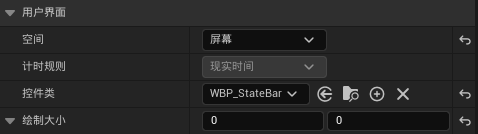 用户界面
空间 屏幕
计时规则 现实时间
控件类 WBP_StateBar
绘制大小 0 0